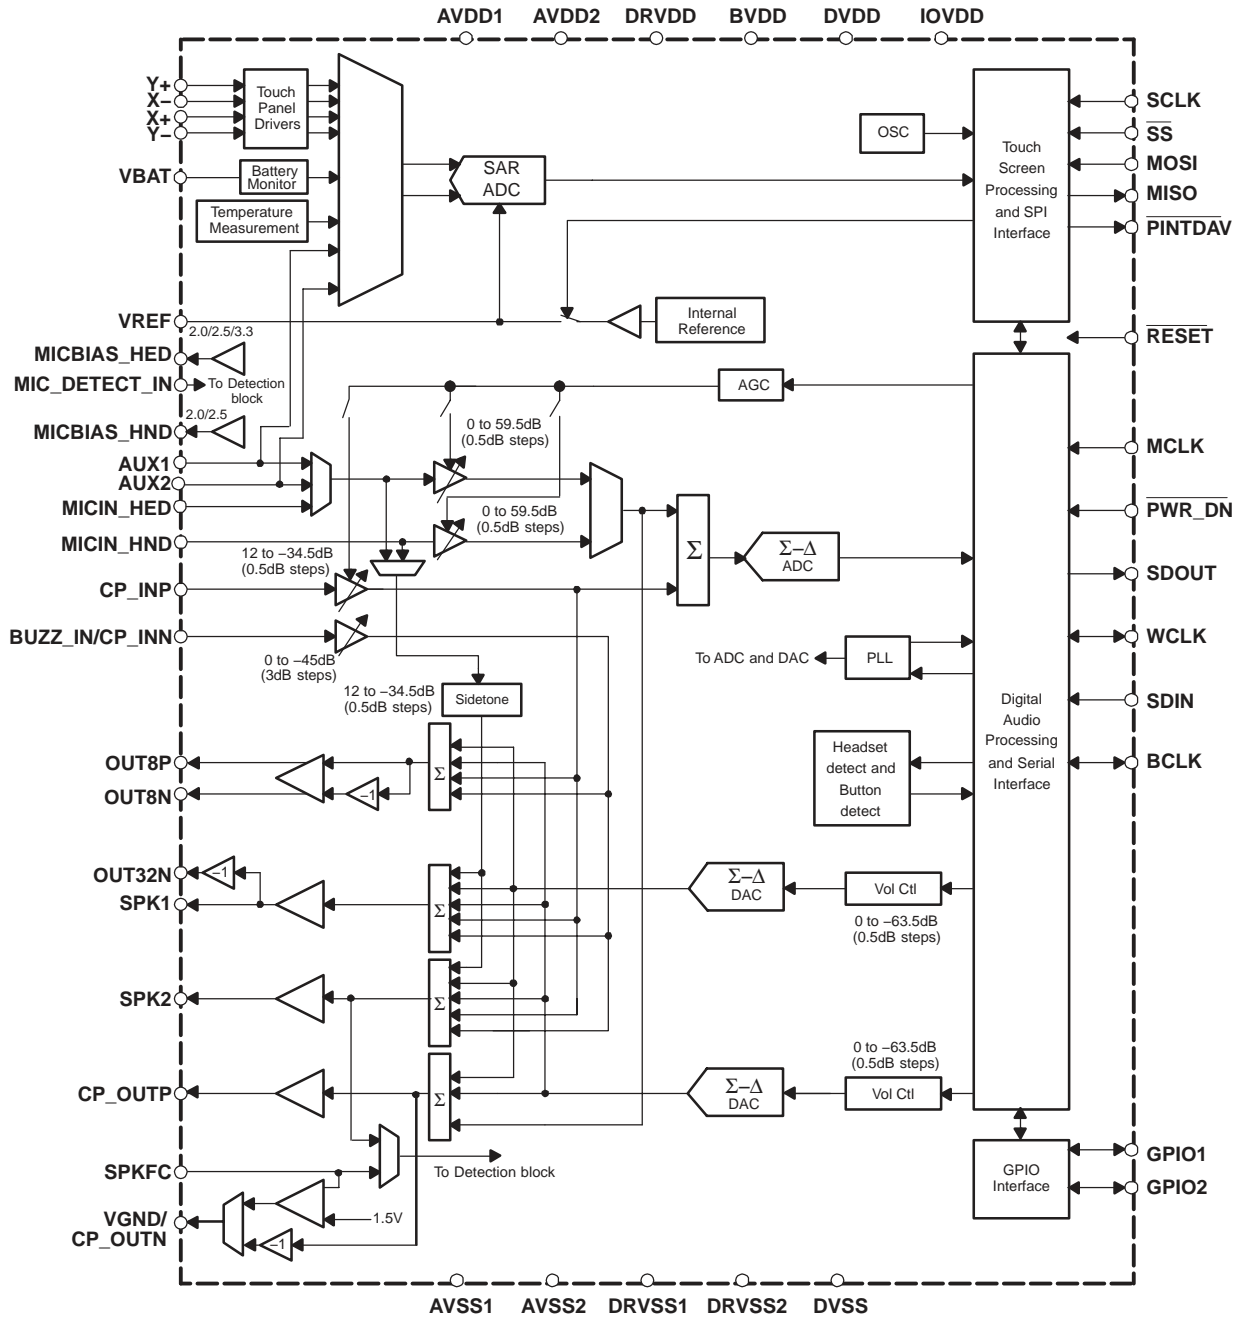 AVDD1 AVDD2 DRVDD BVDD DVDD IOVDD
Y+
X−
X+
Y−
Touch
Panel
Drivers
VBAT
Battery
Monitor
Temperature
Measurement
SAR
ADC
OSC
Touch
Screen
Processing
and SPI
Interface
SCLK
SS
MOSI
MISO
PINTDAV
VREF
Internal
Reference
RESET
2.0/2.5/3.3
MICBIAS_HED
MIC_DETECT_IN
To Detection
block
2.0/2.5
MICBIAS_HND
AGC
0 to 59.5dB
(0.5dB steps)
AUX1
AUX2
MICIN_HED
MICIN_HND
0 to 59.5dB
(0.5dB steps)
12 to −34.5dB
(0.5dB steps)
CP_INP
Σ
Σ−Δ
ADC
MCLK
PWR_DN
SDOUT
BUZZ_IN/CP_INN
0 to −45dB
(3dB steps)
To ADC and DAC
PLL
WCLK
12 to −34.5dB
(0.5dB steps)
Sidetone
Digital
Audio
Processing
and Serial
Interface
SDIN
BCLK
Headset
detect and
Button
detect
OUT8P
OUT8N
−1
Σ
OUT32N
−1
SPK1
Σ
Σ−Δ
DAC
Vol Ctl
0 to −63.5dB
(0.5dB steps)
SPK2
Σ
0 to −63.5dB
(0.5dB steps)
CP_OUTP
Σ
Σ−Δ
DAC
Vol Ctl
SPKFC
To Detection block
VGND/
CP_OUTN
1.5V
−1
GPIO
Interface
GPIO1
GPIO2
AVSS1 AVSS2 DRVSS1 DRVSS2 DVSS